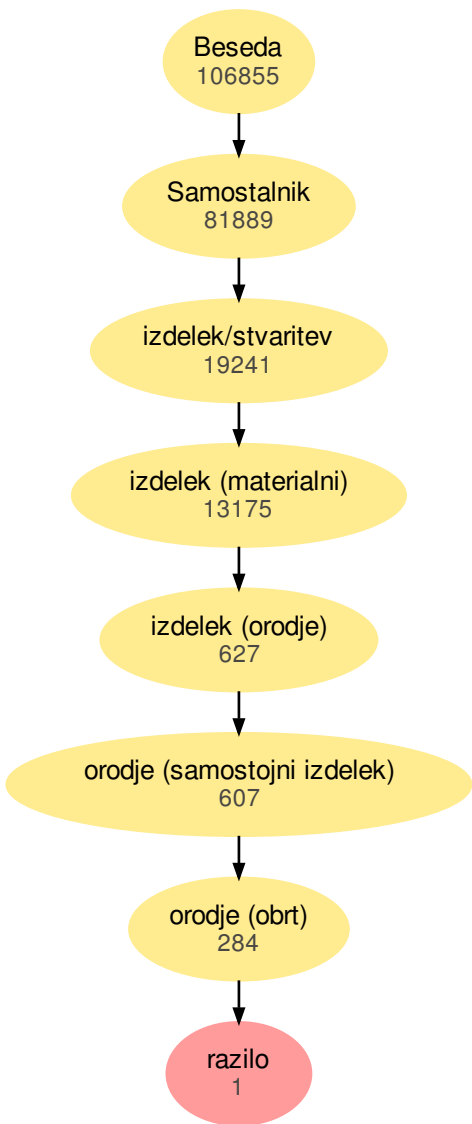 Beseda
106855
Samostalnik
81889
izdelek/stvaritev
19241
izdelek (materialni)
13175
izdelek (orodje)
627
orodje (samostojni izdelek)
607
orodje (obrt)
284
razilo
1